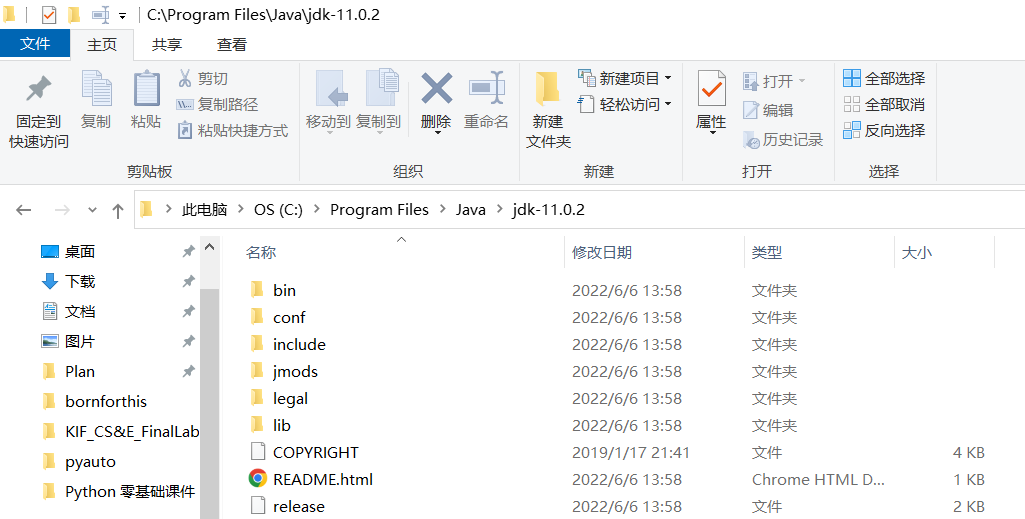 C:\Program Files\Java\jdk-11.0.2
文件 主页 共享 查看
固定到快速访问
复制
粘贴
剪切
复制路径
粘贴快捷方式
剪贴板
移动到 复制到 删除 重命名
组织
新建文件夹
新建项目
轻松访问
新建
属性
打开
编辑
历史记录
打开
全部选择
全部取消
反向选择
选择
此电脑 OS (C:) Program Files Java jdk-11.0.2
桌面
下载
文档
图片
Plan
bornforthis
KIF_CS&E_FinalLab
pyauto
Python 零基础课件
名称 修改日期 类型 大小
bin 2022/6/6 13:58 文件夹
conf 2022/6/6 13:58 文件夹
include 2022/6/6 13:58 文件夹
jmods 2022/6/6 13:58 文件夹
legal 2022/6/6 13:58 文件夹
lib 2022/6/6 13:58 文件夹
COPYRIGHT 2019/1/17 21:41 文件 4 KB
README.html 2022/6/6 13:58 Chrome HTML D... 1 KB
release 2022/6/6 13:58 文件 2 KB